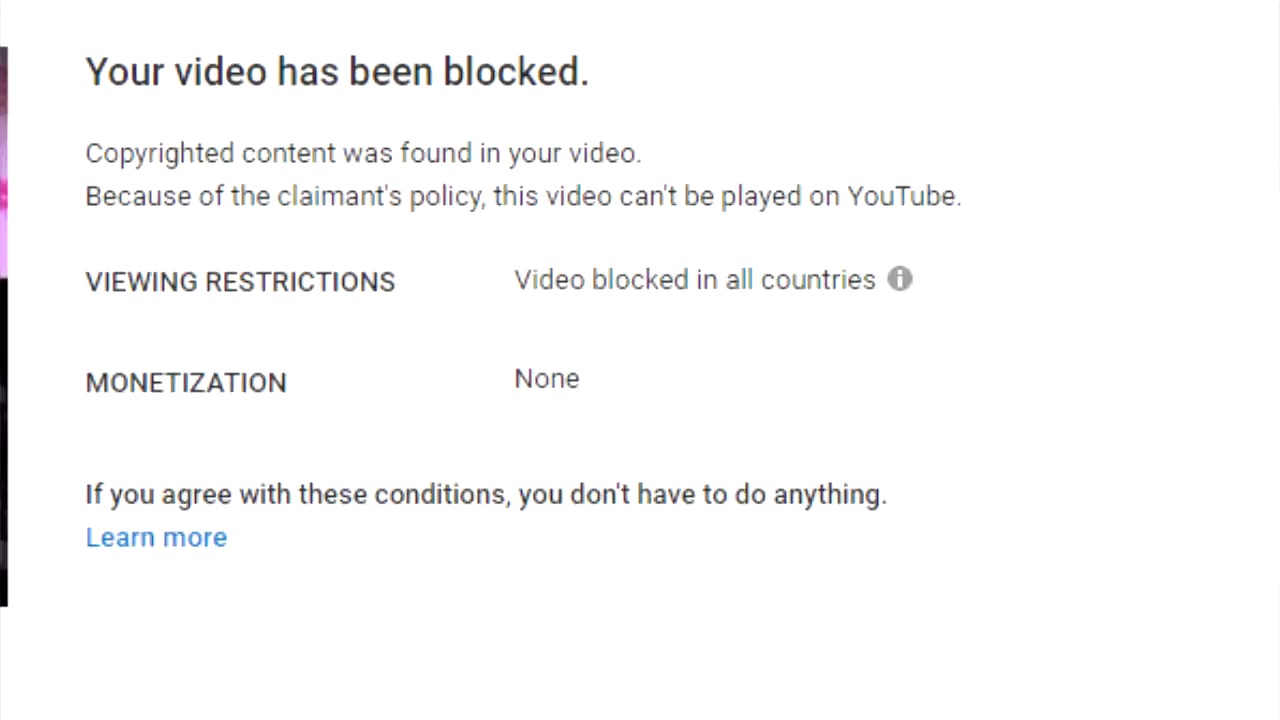 Your video has been blocked.
Copyrighted content was found in your video.
Because of the claimant's policy, this video can't be played on YouTube.
VIEWING RESTRICTIONS Video blocked in all countries
MONETIZATION None
If you agree with these conditions, you don't have to do anything.
Learn more